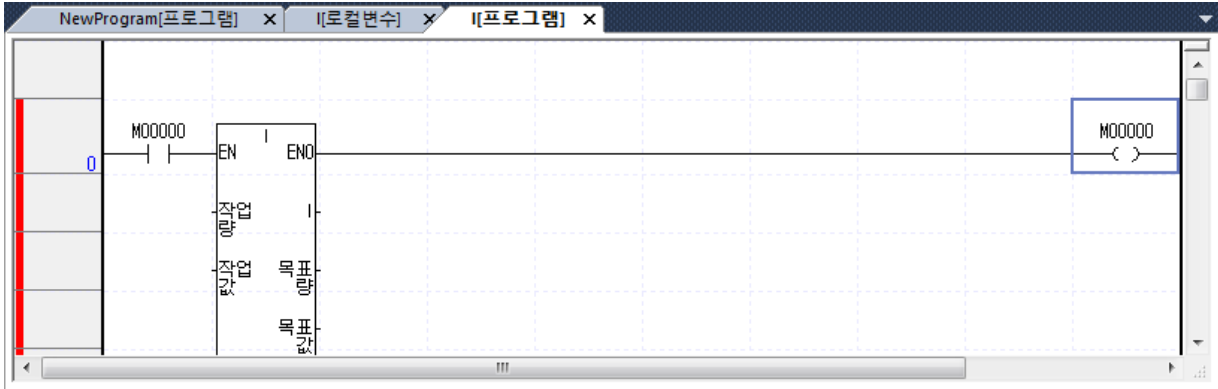 NewProgram[프로그램] x I[로컬변수] x I[프로그램] x
M00000 I M00000
0 EN ENO
작업량 I
작업값 목표량
목표값